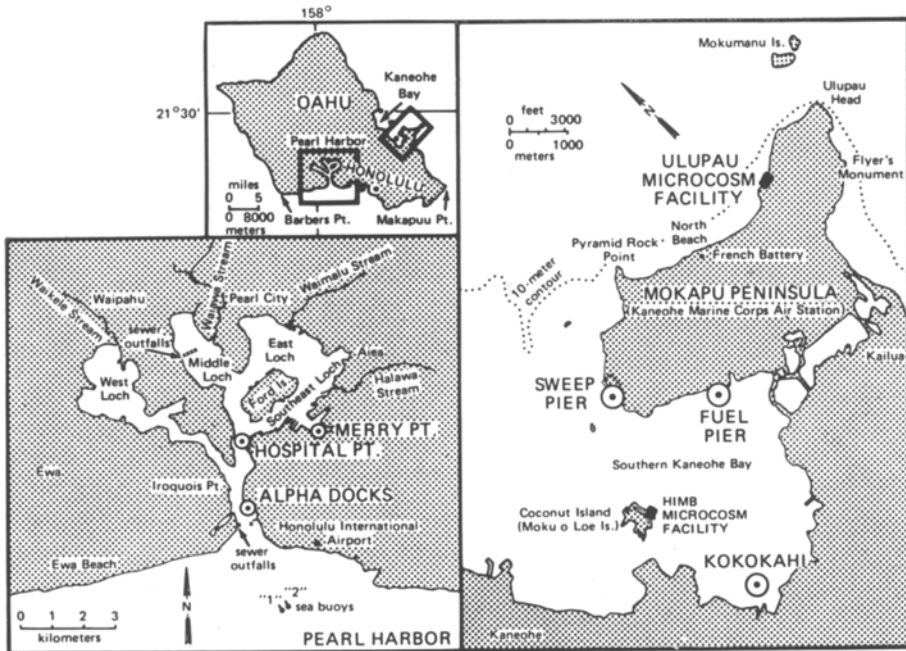 158°
21°30'
OAHU
Kaneohe
Bay
Pearl Harbor
HONOLULU
miles
0 5
0 8000
meters
Barbers Pt.
Makapuu Pt.
Waikele Stream
Waipahu
Pearl City
Waimalu Stream
sewer
outfalls
Middle
Loch
East
Loch
Aiea
West
Loch
Ford Is.
Southeast Loch
Halawa
Stream
MERRY PT.
HOSPITAL PT.
Ewa
Iroquois Pt.
ALPHA DOCKS
Honolulu International
Airport
sewer
outfalls
Ewa Beach
N
"1" "2"
sea buoys
0 1 2 3
kilometers
PEARL HARBOR
Mokumanu Is.
N
feet
0 3000
0 1000
meters
Ulupau
Head
ULUPAU
MICROCOSM
FACILITY
Flyer's
Monument
North
Beach
Pyramid Rock
Point
French Battery
10-meter
contour
MOKAPU PENINSULA
(Kaneohe Marine Corps Air Station)
Kailua
SWEEP
PIER
FUEL
PIER
Southern Kaneohe Bay
Coconut Island
(Moku o Loe Is.)
HIMB
MICROCOSM
FACILITY
KOKOKAHI
Kaneohe